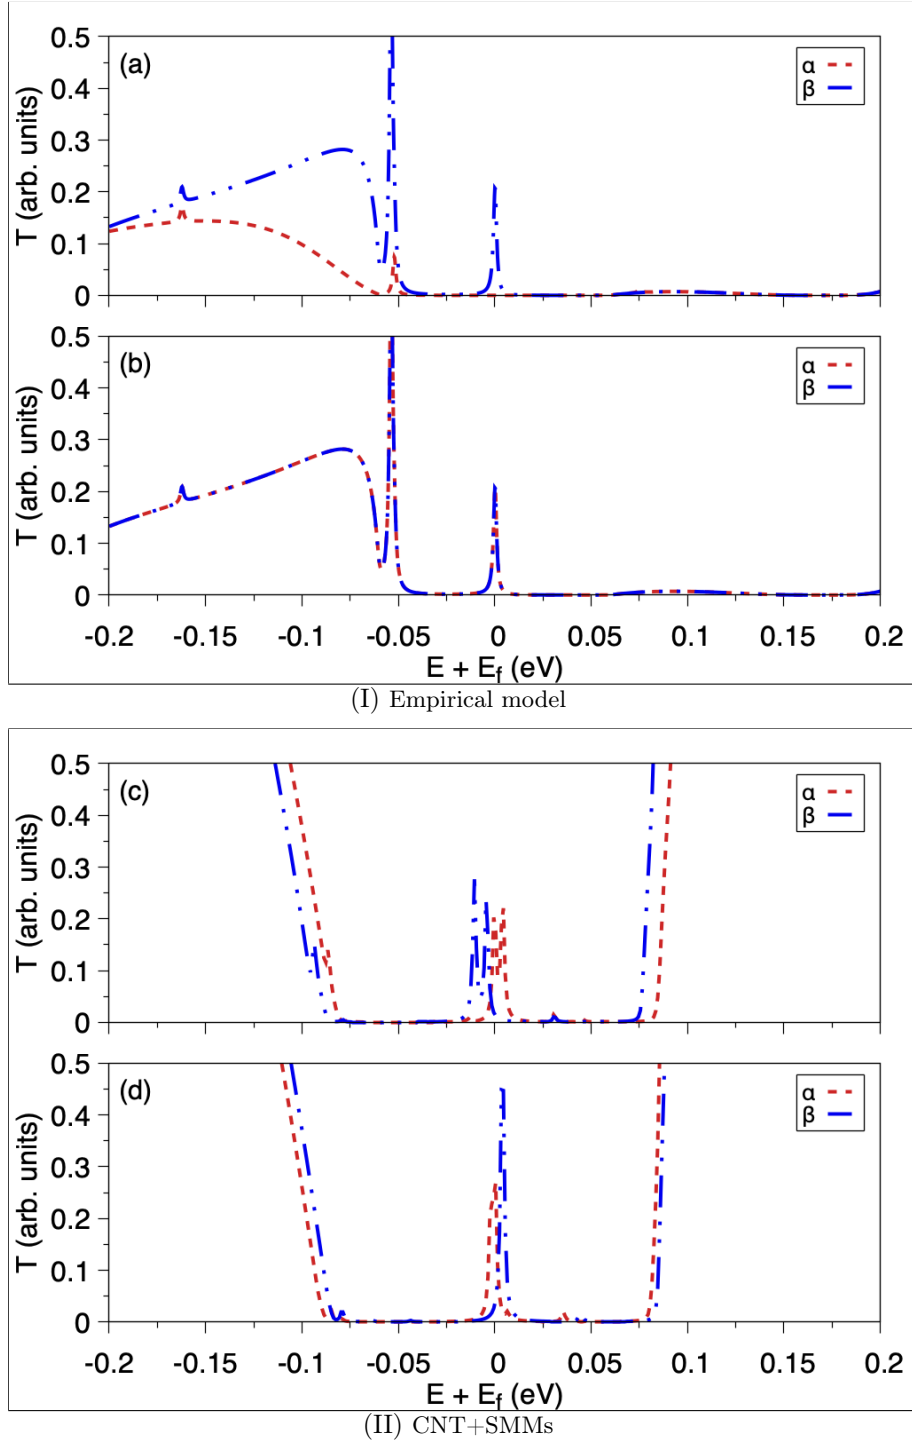 (a)
α
β
T (arb. units)
0.5
0.4
0.3
0.2
0.1
0
(b)
α
β
T (arb. units)
0.5
0.4
0.3
0.2
0.1
0
-0.2 -0.15 -0.1 -0.05 0 0.05 0.1 0.15 0.2
E + Ef (eV)
(I) Empirical model
(c)
α
β
T (arb. units)
0.5
0.4
0.3
0.2
0.1
0
(d)
α
β
T (arb. units)
0.5
0.4
0.3
0.2
0.1
0
-0.2 -0.15 -0.1 -0.05 0 0.05 0.1 0.15 0.2
E + Ef (eV)
(II) CNT+SMMs